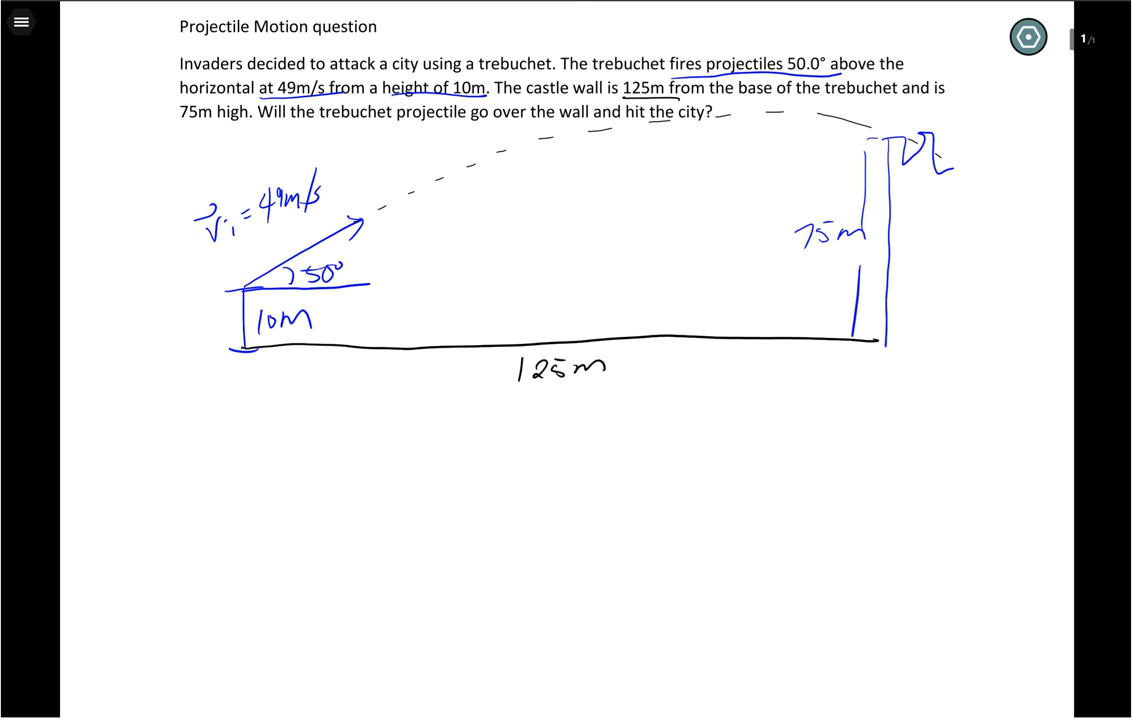 Projectile Motion question
1/1
Invaders decided to attack a city using a trebuchet. The trebuchet fires projectiles 50.0° above the
horizontal at 49m/s from a height of 10m. The castle wall is 125m from the base of the trebuchet and is
75m high. Will the trebuchet projectile go over the wall and hit the city?
Vi = 49m/s
50°
75m
10m
125m